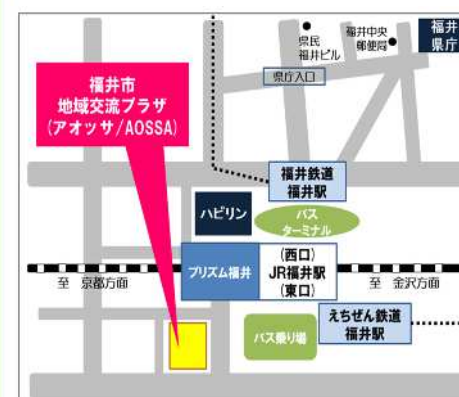 福井市
地域交流プラザ
(アオッサ/AOSSA)
県民
福井ビル
福井中央
郵便局
福井
県庁
県庁入口
福井鉄道
福井駅
ハピリン
バス
ターミナル
プリズム福井
(西口)
JR福井駅
(東口)
至 京都方面
至 金沢方面
えちぜん鉄道
福井駅
バス乗り場